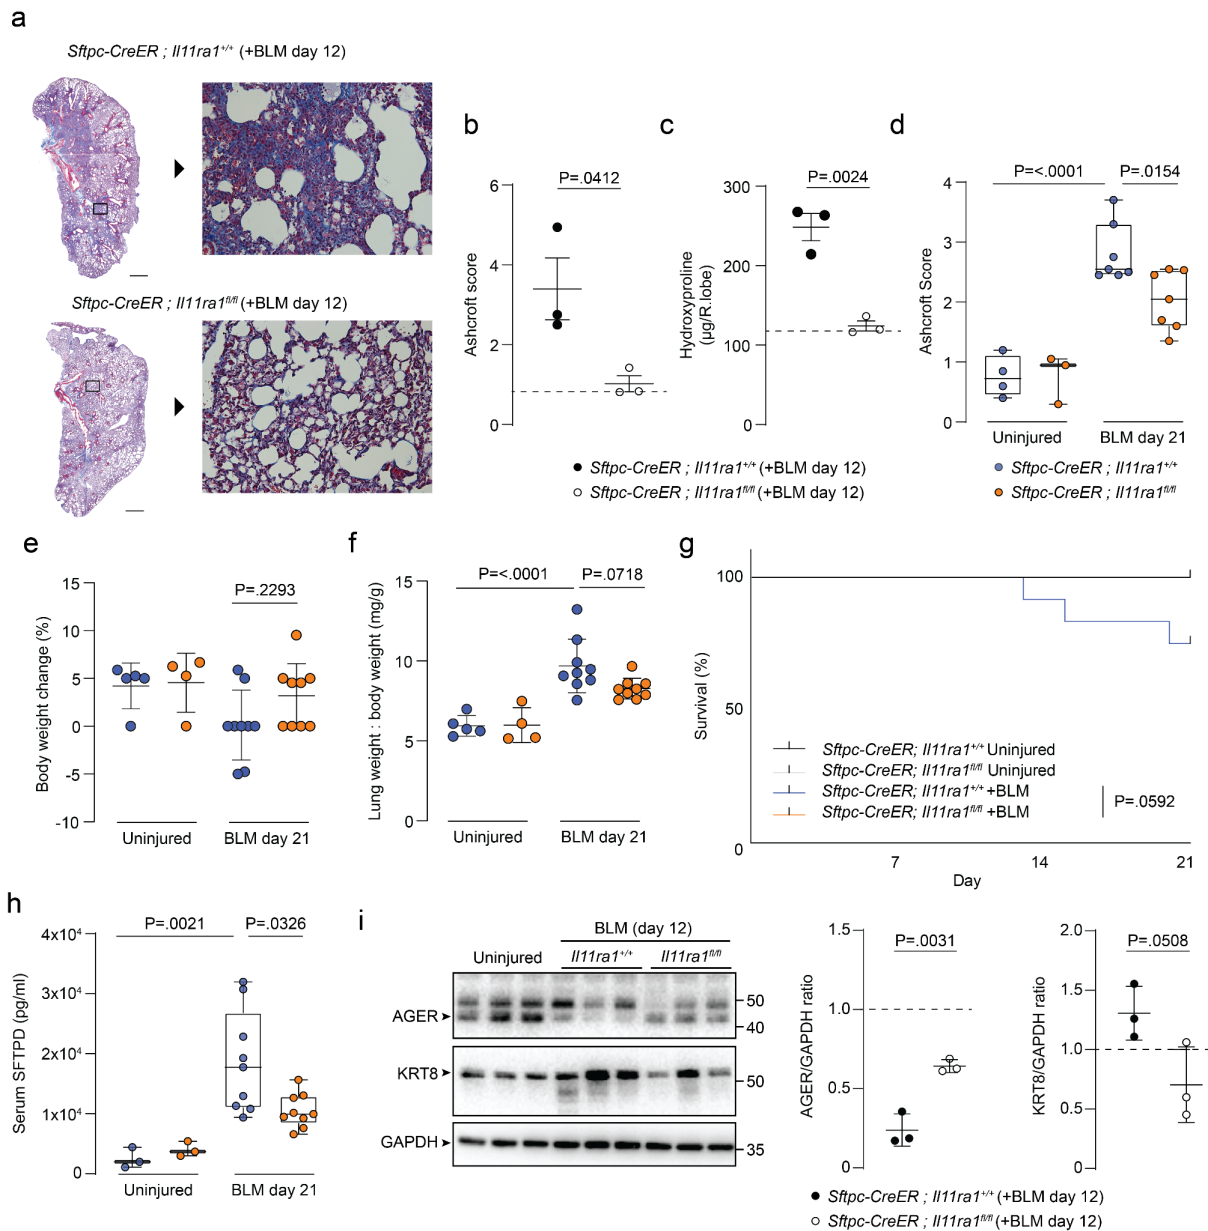 a
Sftpc-CreER ; Il11ra1+/+ (+BLM day 12)
Sftpc-CreER ; Il11ra1fl/fl (+BLM day 12)
b
P=.0412
Ashcroft score
6
4
2
0
c
P=.0024
Hydroxyproline
(µg/R.lobe)
300
200
100
0
Sftpc-CreER ; Il11ra1+/+ (+BLM day 12)
Sftpc-CreER ; Il11ra1fl/fl (+BLM day 12)
d
P=<.0001
P=.0154
Ashcroft Score
4
3
2
1
0
Uninjured
BLM day 21
Sftpc-CreER ; Il11ra1+/+
Sftpc-CreER ; Il11ra1fl/fl
e
P=.2293
Body weight change (%)
15
10
5
0
-5
-10
Uninjured
BLM day 21
f
P=<.0001
P=.0718
Lung weight : body weight (mg/g)
15
10
5
0
Uninjured
BLM day 21
g
Survival (%)
100
50
0
Sftpc-CreER; Il11ra1+/+ Uninjured
Sftpc-CreER; Il11ra1fl/fl Uninjured
Sftpc-CreER; Il11ra1+/+ +BLM
Sftpc-CreER; Il11ra1fl/fl +BLM
P=.0592
7
14
21
Day
h
P=.0021
P=.0326
Serum SFTPD (pg/ml)
4x10⁴
3x10⁴
2x10⁴
1x10⁴
0
Uninjured
BLM day 21
i
BLM (day 12)
Uninjured
Il11ra1+/+
Il11ra1fl/fl
AGER
50
40
KRT8
50
GAPDH
35
P=.0031
AGER/GAPDH ratio
1.5
1.0
0.5
0
P=.0508
KRT8/GAPDH ratio
2.0
1.5
1.0
0.5
0
Sftpc-CreER ; Il11ra1+/+ (+BLM day 12)
Sftpc-CreER ; Il11ra1fl/fl (+BLM day 12)